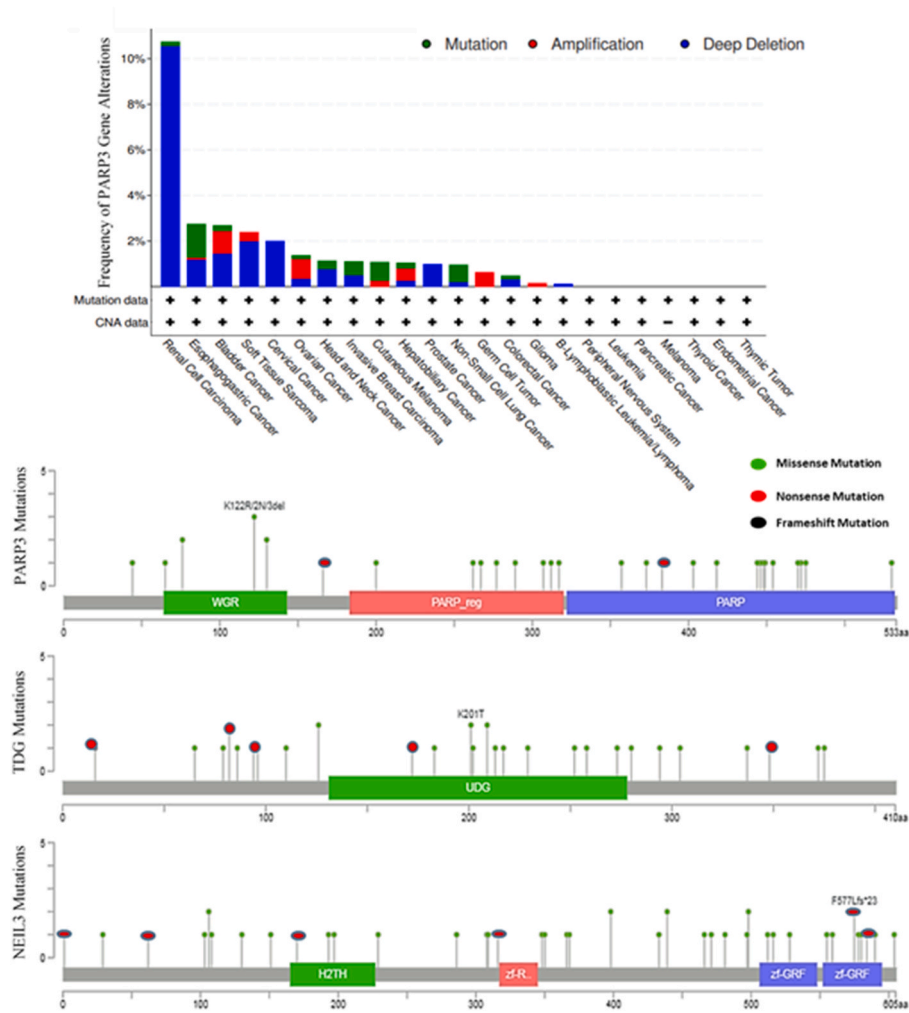 Mutation Amplification Deep Deletion
Frequency of PARP3 Gene Alterations
10%
8%
6%
4%
2%
Mutation data
CNA data
Renal Cell Carcinoma
Esophagogastric Cancer
Bladder Cancer
Soft Tissue Sarcoma
Cervical Cancer
Ovarian Cancer
Head and Neck Cancer
Invasive Breast Carcinoma
Cutaneous Melanoma
Hepatobiliary Cancer
Prostate Cancer
Non-Small Cell Lung Cancer
Germ Cell Tumor
Colorectal Cancer
Glioma
B-Lymphoblastic Leukemia/Lymphoma
Peripheral Nervous System
Leukemia
Pancreatic Cancer
Melanoma
Thyroid Cancer
Endometrial Cancer
Thymic Tumor
Missense Mutation
Nonsense Mutation
Frameshift Mutation
PARP3 Mutations
5
0
K122R/2N/3del
WGR PARP_reg PARP
0 100 200 300 400 533aa
TDG Mutations
5
0
K201T
UDG
0 100 200 300 410aa
NEIL3 Mutations
5
0
F577Lfs*23
H2TH zf-R.. zf-GRF zf-GRF
0 100 200 300 400 500 605aa